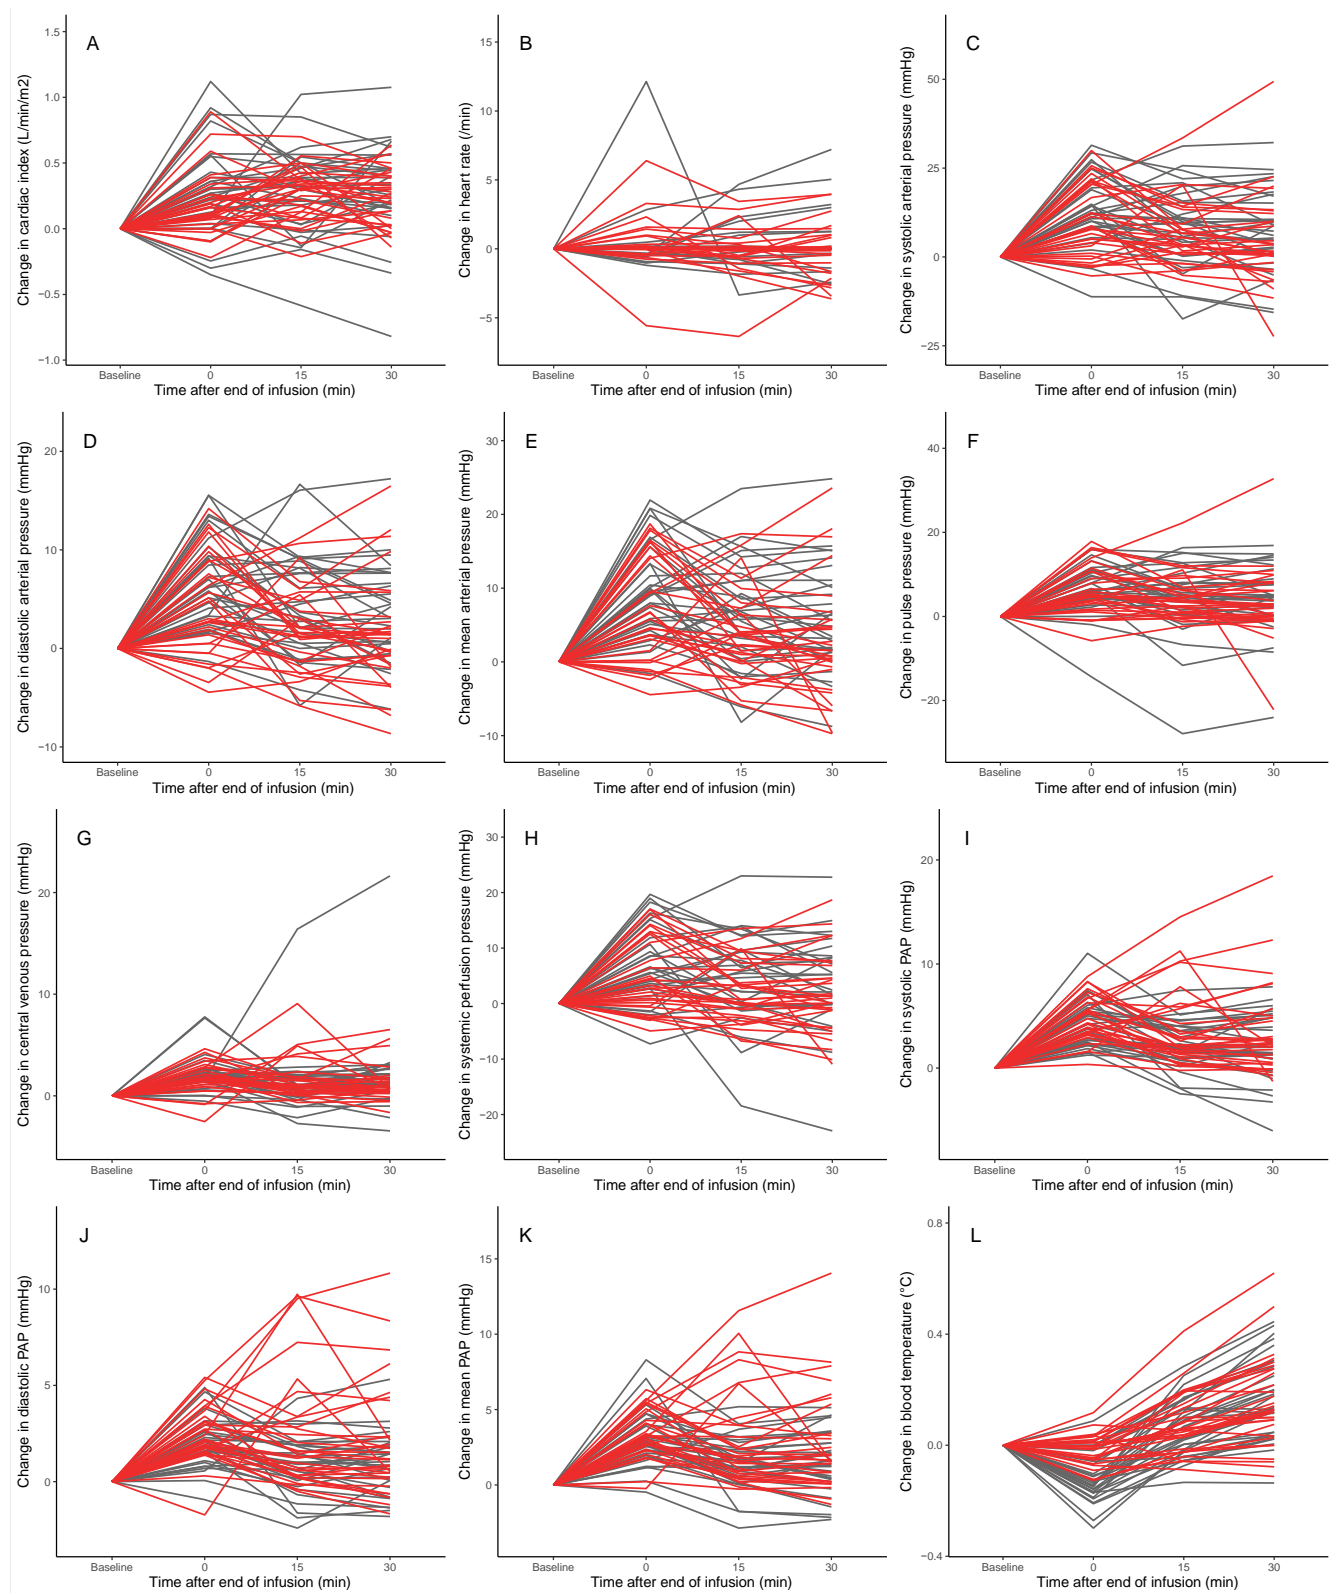 A
Change in cardiac index (L/min/m2)
1.5
1.0
0.5
0.0
−0.5
−1.0
Baseline 0 15 30
Time after end of infusion (min)
B
Change in heart rate (/min)
15
10
5
0
−5
Baseline 0 15 30
Time after end of infusion (min)
C
Change in systolic arterial pressure (mmHg)
50
25
0
−25
Baseline 0 15 30
Time after end of infusion (min)
D
Change in diastolic arterial pressure (mmHg)
20
10
0
−10
Baseline 0 15 30
Time after end of infusion (min)
E
Change in mean arterial pressure (mmHg)
30
20
10
0
−10
Baseline 0 15 30
Time after end of infusion (min)
F
Change in pulse pressure (mmHg)
40
20
0
−20
Baseline 0 15 30
Time after end of infusion (min)
G
Change in central venous pressure (mmHg)
20
10
0
Baseline 0 15 30
Time after end of infusion (min)
H
Change in systemic perfusion pressure (mmHg)
30
20
10
0
−10
−20
Baseline 0 15 30
Time after end of infusion (min)
I
Change in systolic PAP (mmHg)
20
10
0
Baseline 0 15 30
Time after end of infusion (min)
J
Change in diastolic PAP (mmHg)
10
5
0
Baseline 0 15 30
Time after end of infusion (min)
K
Change in mean PAP (mmHg)
15
10
5
0
Baseline 0 15 30
Time after end of infusion (min)
L
Change in blood temperature (°C)
0.8
0.4
0.0
−0.4
Baseline 0 15 30
Time after end of infusion (min)